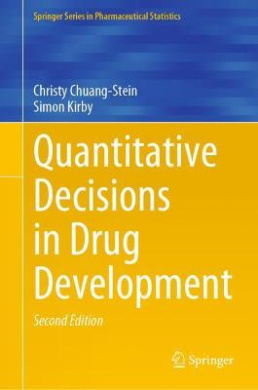 Springer Series in Pharmaceutical Statistics
Christy Chuang-Stein
Simon Kirby
Quantitative
Decisions
in Drug
Development
Second Edition
Springer